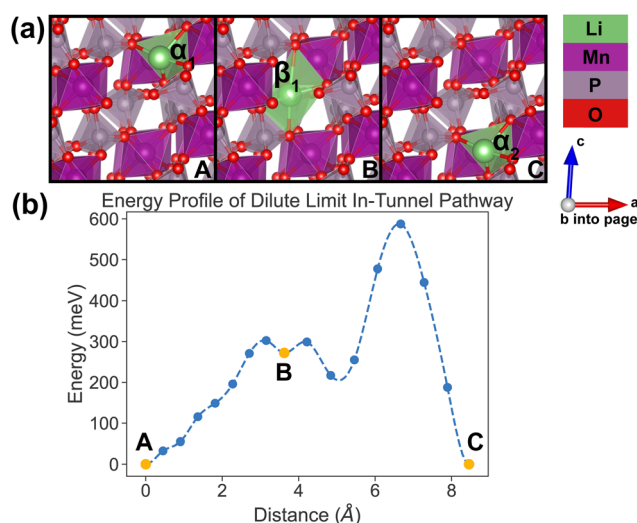 (a)
α1
A
β1
B
α2
C
Li
Mn
P
O
c
a
b into page
(b)
Energy Profile of Dilute Limit In-Tunnel Pathway
Energy (meV)
600
500
400
300
200
100
0
A
B
C
0
2
4
6
8
Distance (Å)